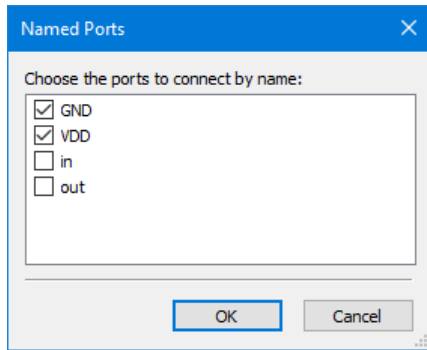 Named Ports
Choose the ports to connect by name:
GND
VDD
in
out
OK Cancel